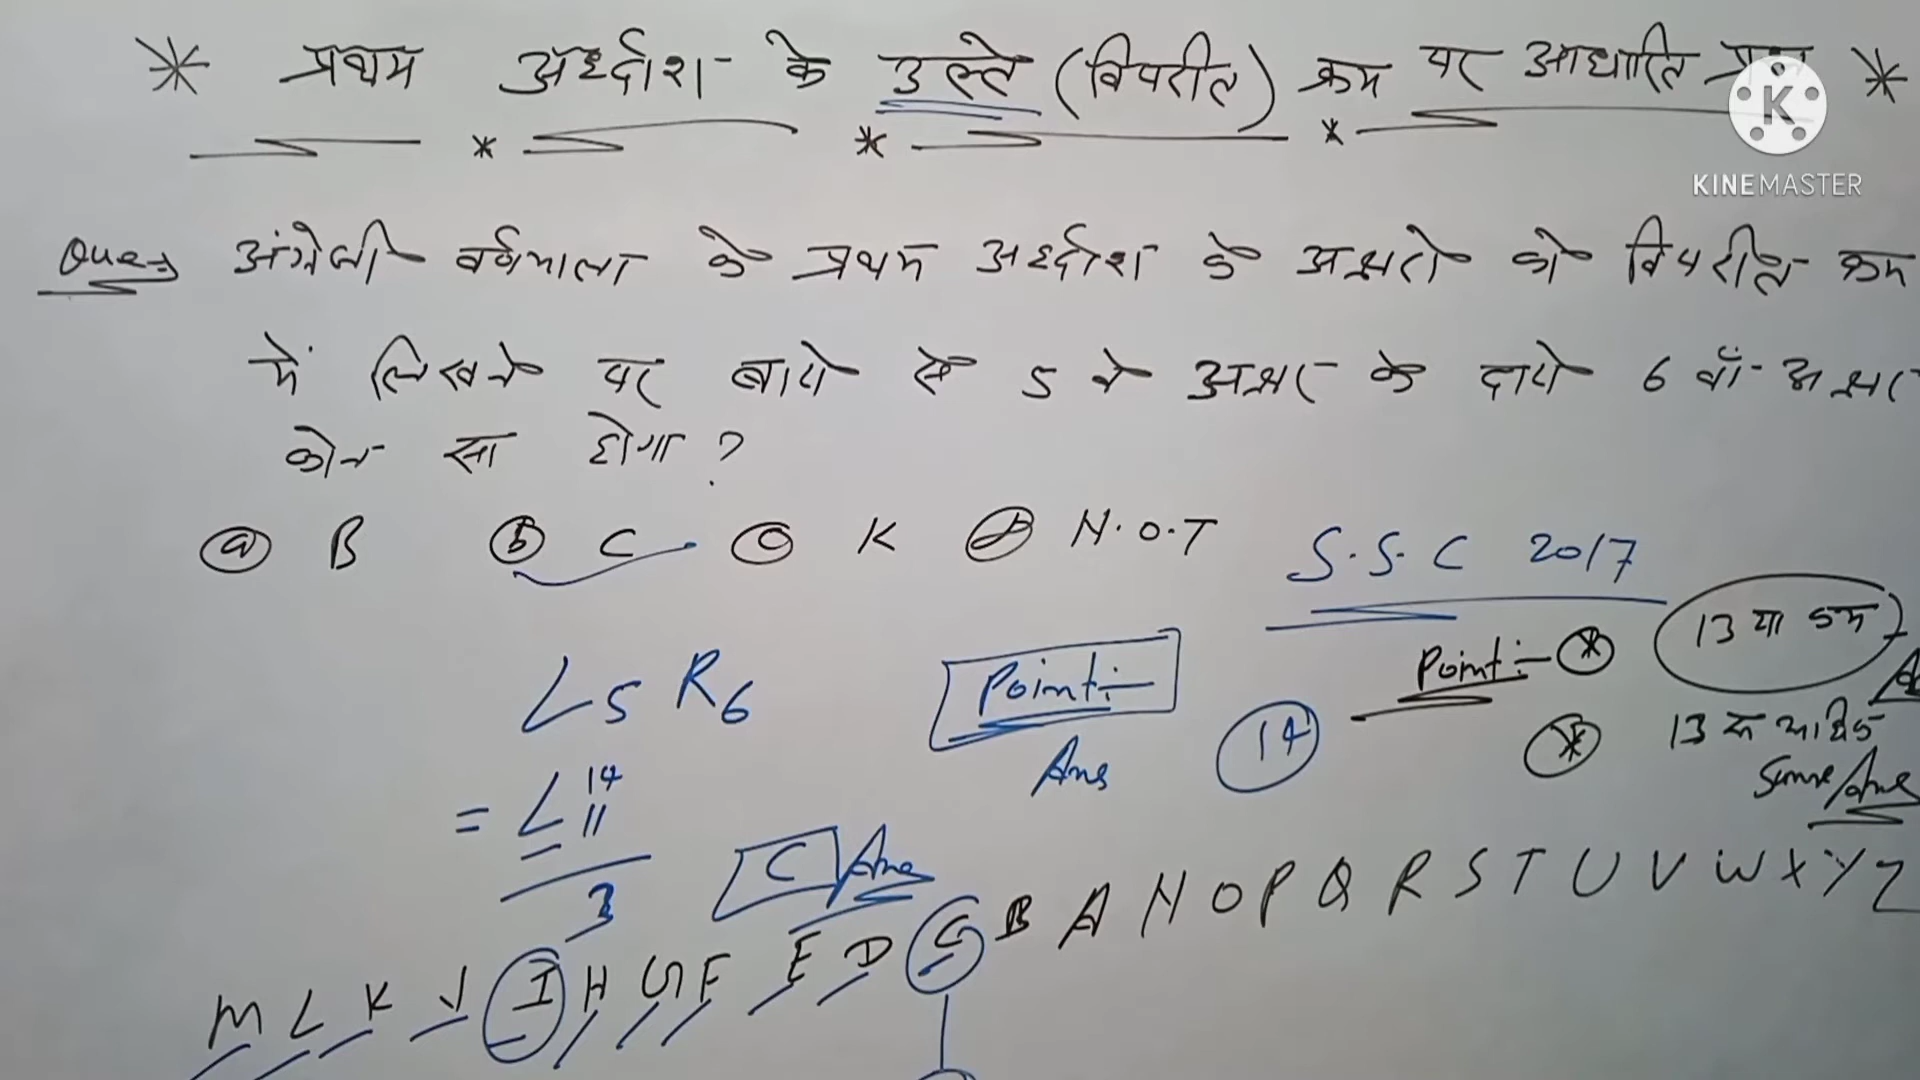 * प्रथम अर्ध्दाश के उल्टे (विपरीत) क्रम पर आधारित प्रश्न *
KINEMASTER
Que→ अंग्रेजी वर्णमाला के प्रथम अर्ध्दाश के अक्षरो को विपरीत क्रम
में लिखने पर बाये से 5 वे अक्षर के दाये 6 वाँ अक्षर
कोन सा होगा ?
(a) B (b) C (c) K (d) N.O.T
S.S.C 2017
L5 R6
Point:-
Ans
14
Point:- * 13 या कम
* 13 से अधिक
Same/Ans
= L 14
11
3
C Ans
M L K J I H G F E D C B A N O P Q R S T U V W X Y Z